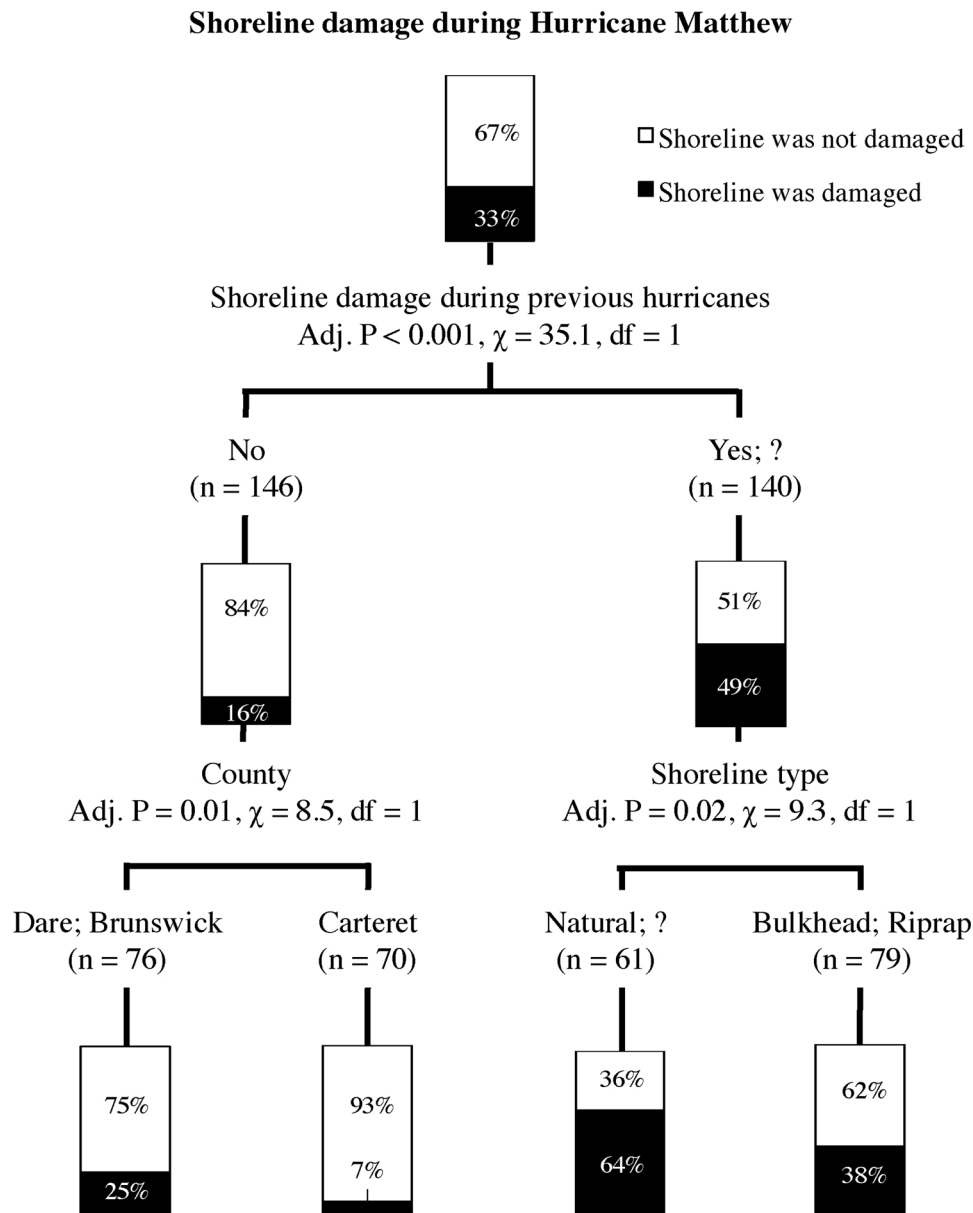 Shoreline damage during Hurricane Matthew
67%
33%
Shoreline was not damaged
Shoreline was damaged
Shoreline damage during previous hurricanes
Adj. P < 0.001, χ = 35.1, df = 1
No
(n = 146)
Yes; ?
(n = 140)
84%
16%
51%
49%
County
Adj. P = 0.01, χ = 8.5, df = 1
Shoreline type
Adj. P = 0.02, χ = 9.3, df = 1
Dare; Brunswick
(n = 76)
Carteret
(n = 70)
Natural; ?
(n = 61)
Bulkhead; Riprap
(n = 79)
75%
25%
93%
7%
36%
64%
62%
38%